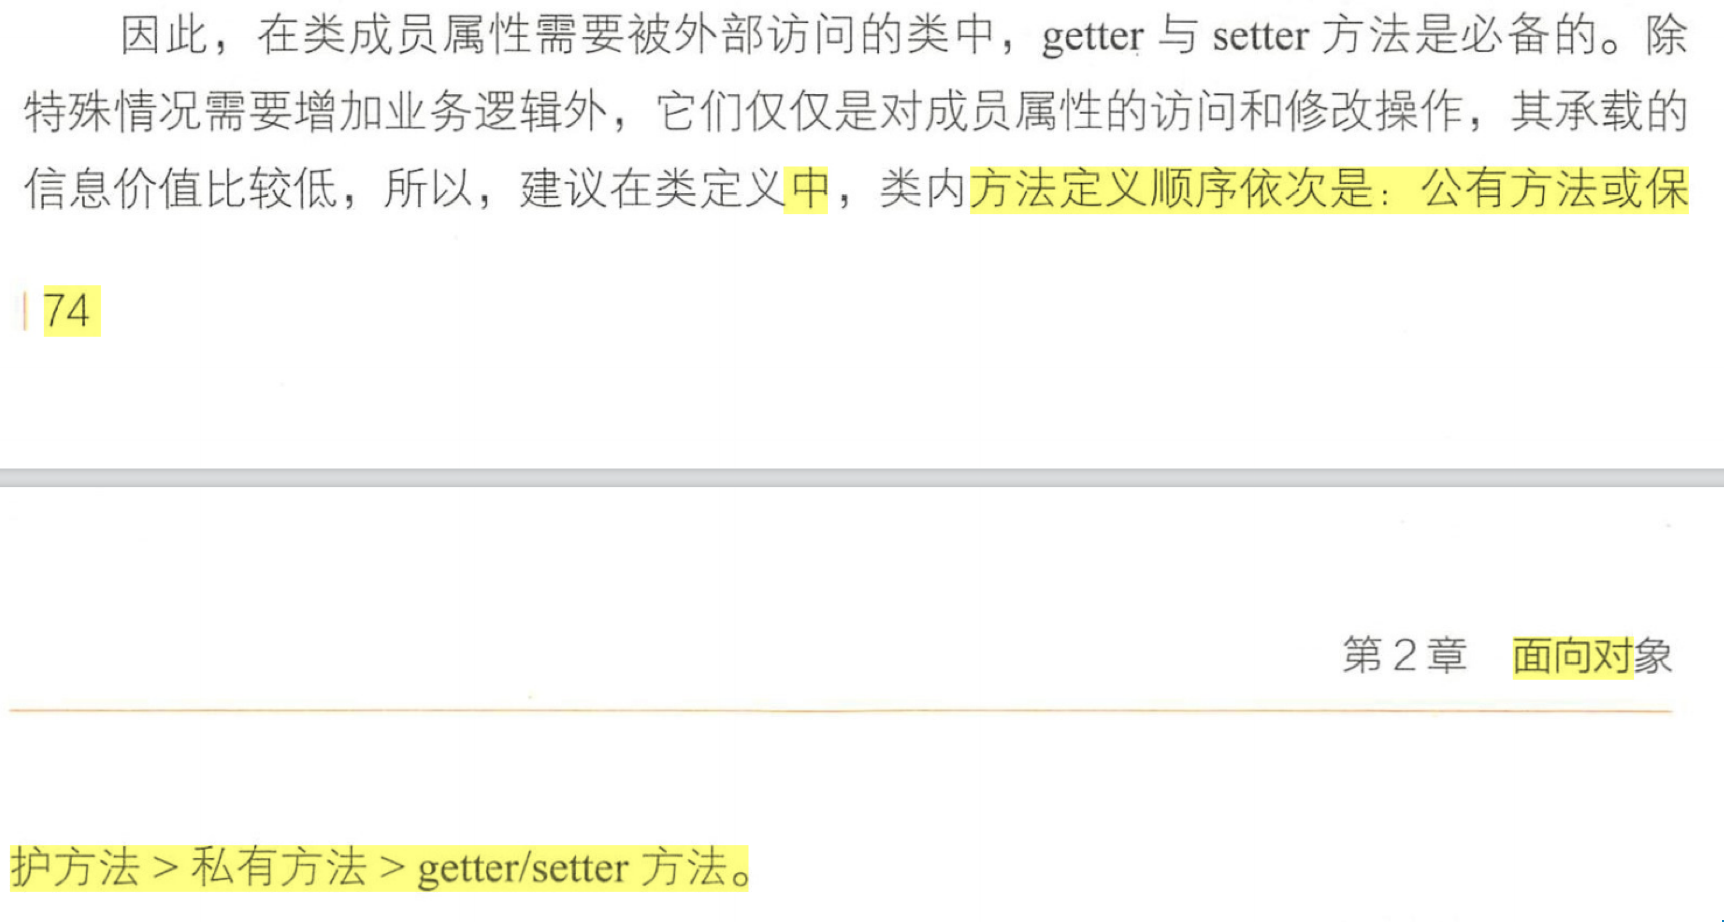 因此，在类成员属性需要被外部访问的类中，getter 与 setter 方法是必备的。除
特殊情况需要增加业务逻辑外，它们仅仅是对成员属性的访问和修改操作，其承载的
信息价值比较低，所以，建议在类定义中，类内方法定义顺序依次是：公有方法或保
| 74
第 2 章 面向对象
护方法 > 私有方法 > getter/setter 方法。